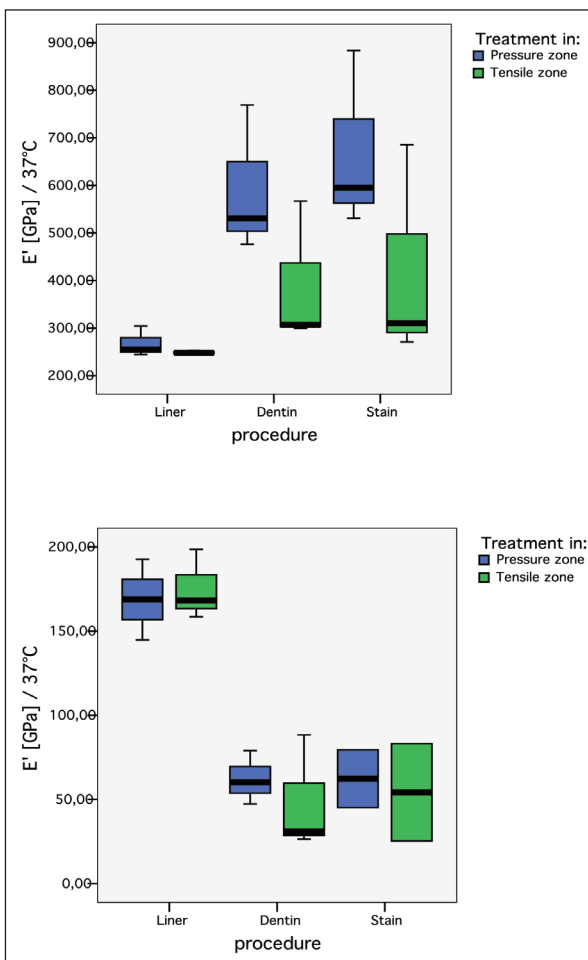 Treatment in:
Pressure zone
Tensile zone
E' [GPa] / 37°C
900,00
800,00
700,00
600,00
500,00
400,00
300,00
200,00
Liner
Dentin
Stain
procedure
Treatment in:
Pressure zone
Tensile zone
E' [GPa] / 37°C
200,00
150,00
100,00
50,00
0,00
Liner
Dentin
Stain
procedure